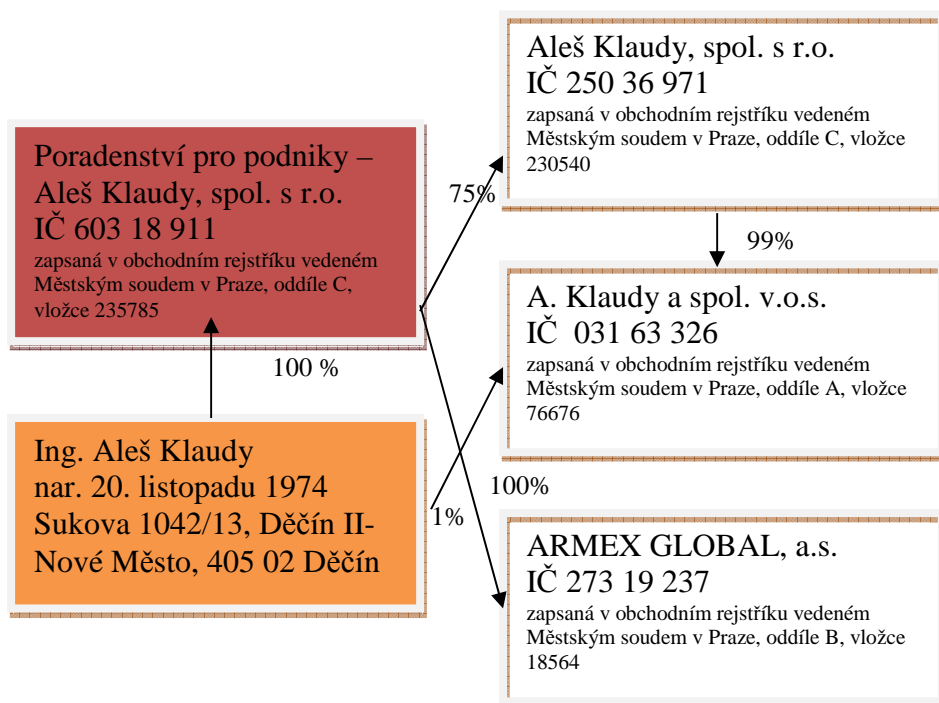 Aleš Klaudy, spol. s r.o.
IČ 250 36 971
zapsaná v obchodním rejstříku vedeném
Městským soudem v Praze, oddíle C, vložce
230540
Poradenství pro podniky –
Aleš Klaudy, spol. s r.o.
IČ 603 18 911
zapsaná v obchodním rejstříku vedeném
Městským soudem v Praze, oddíle C,
vložce 235785
75%
99%
A. Klaudy a spol. v.o.s.
IČ  031 63 326
zapsaná v obchodním rejstříku vedeném
Městským soudem v Praze, oddíle A, vložce
76676
100 %
Ing. Aleš Klaudy
nar. 20. listopadu 1974
Sukova 1042/13, Děčín II-
Nové Město, 405 02 Děčín
100%
1%
ARMEX GLOBAL, a.s.
IČ 273 19 237
zapsaná v obchodním rejstříku vedeném
Městským soudem v Praze, oddíle B, vložce
18564